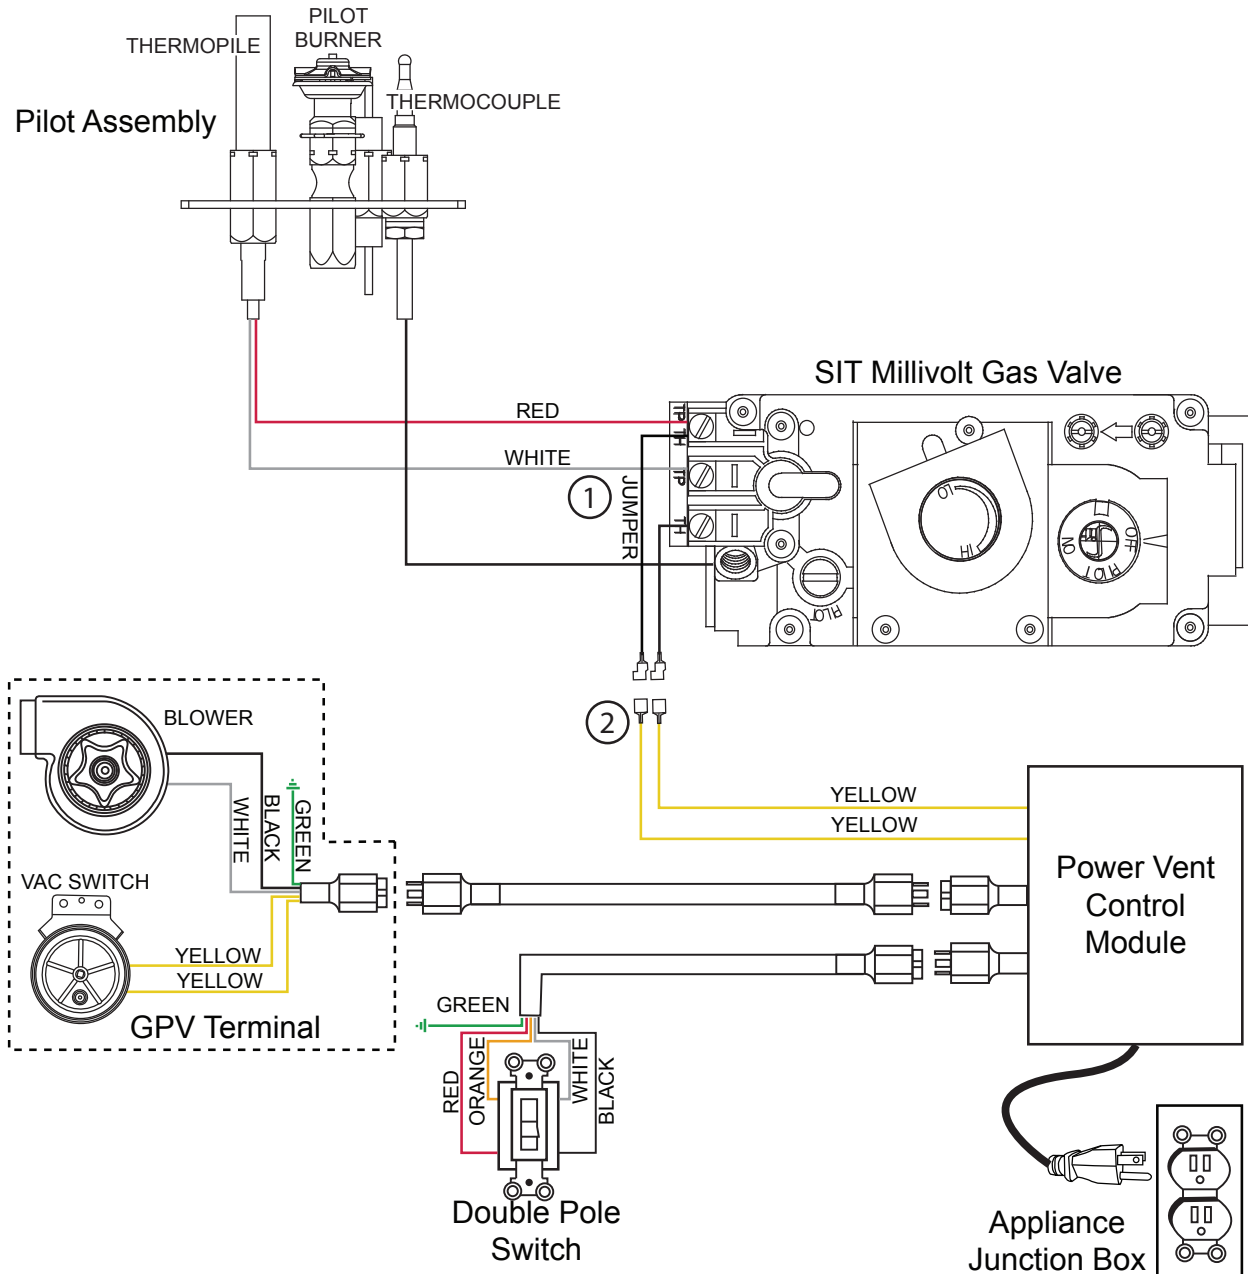 PILOT
BURNER
THERMOPILE
THERMOCOUPLE
Pilot Assembly
SIT Millivolt Gas Valve
RED
WHITE
1
JUMPER
TP
TH
TP
TH
LO
HI
OFF
PILOT
ON
PILOT
2
BLOWER
WHITE
BLACK
GREEN
VAC SWITCH
YELLOW
YELLOW
GPV Terminal
YELLOW
YELLOW
Power Vent
Control
Module
GREEN
RED
ORANGE
WHITE
BLACK
Double Pole
Switch
Appliance
Junction Box